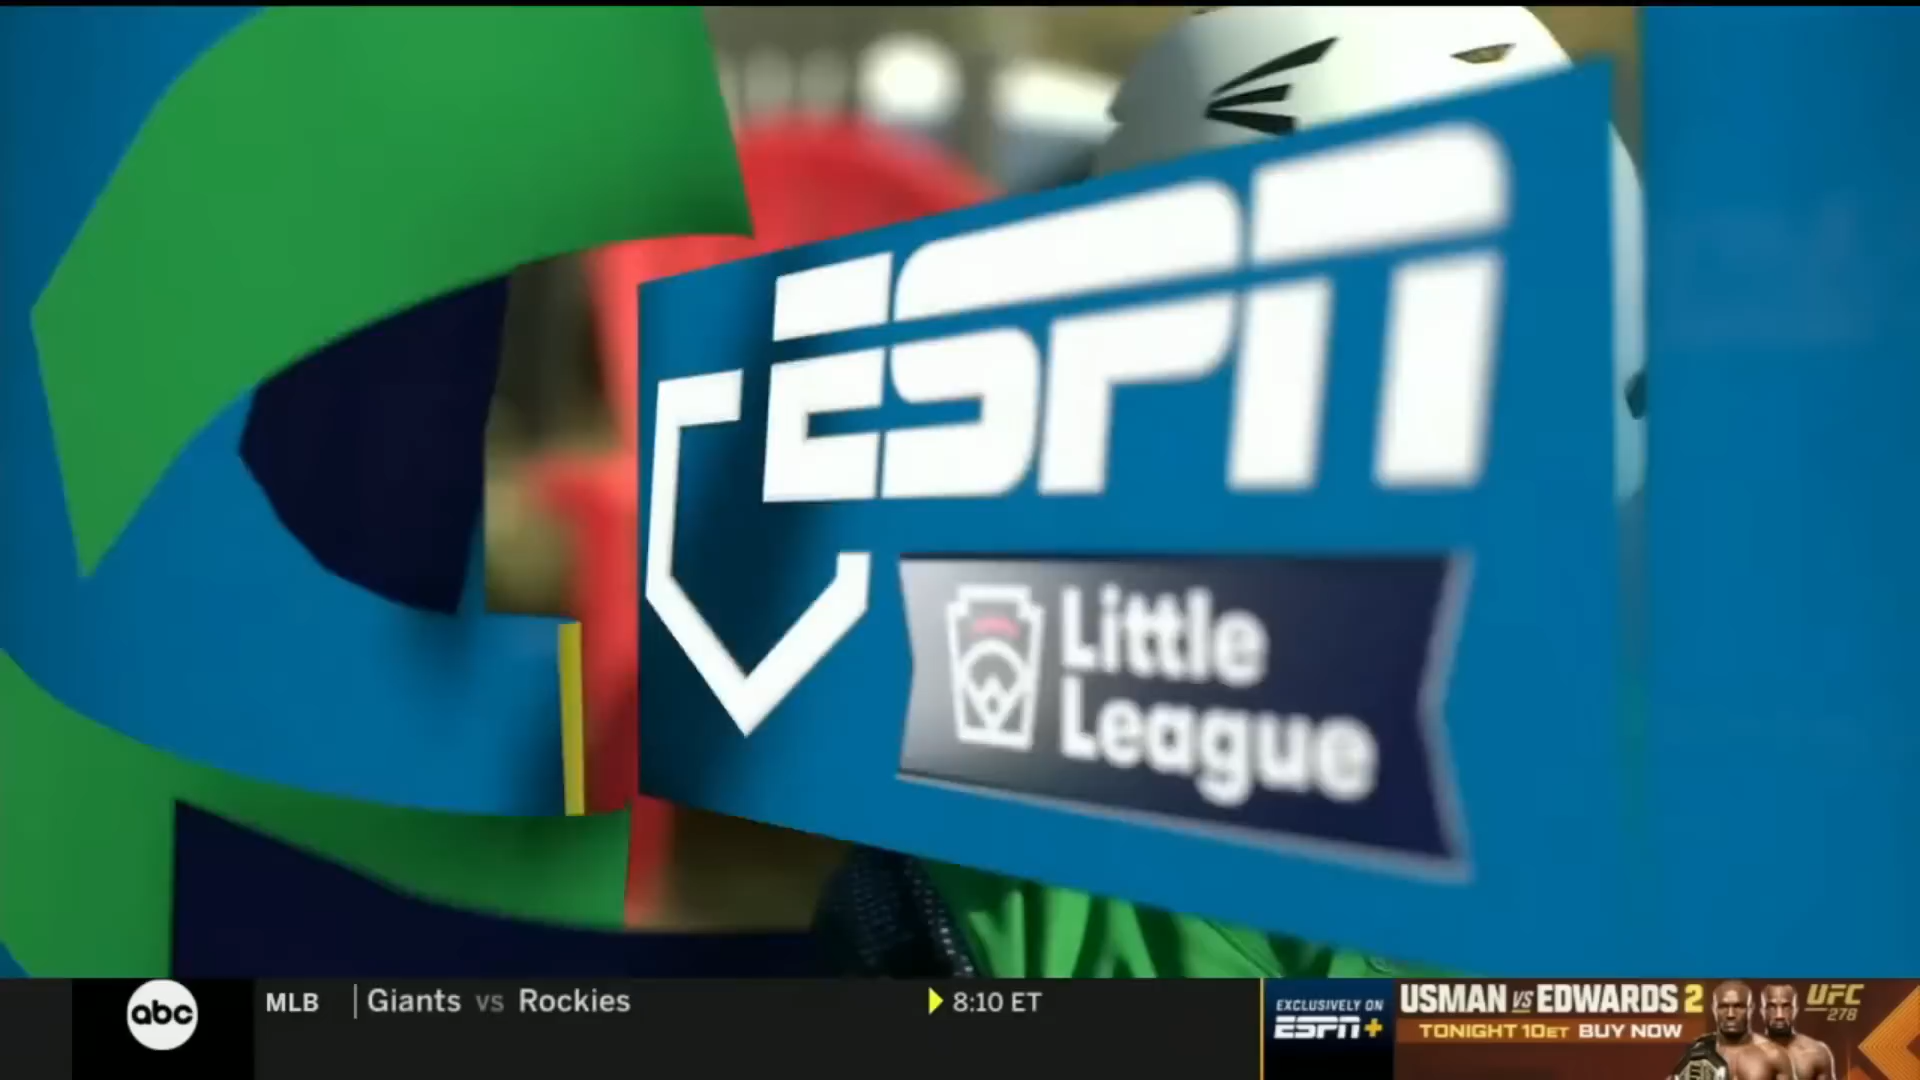 ESPN
Little
League
abc
MLB
Giants vs Rockies
8:10 ET
EXCLUSIVELY ON
ESPN+
USMAN VS EDWARDS 2
TONIGHT 10ET BUY NOW
UFC
278